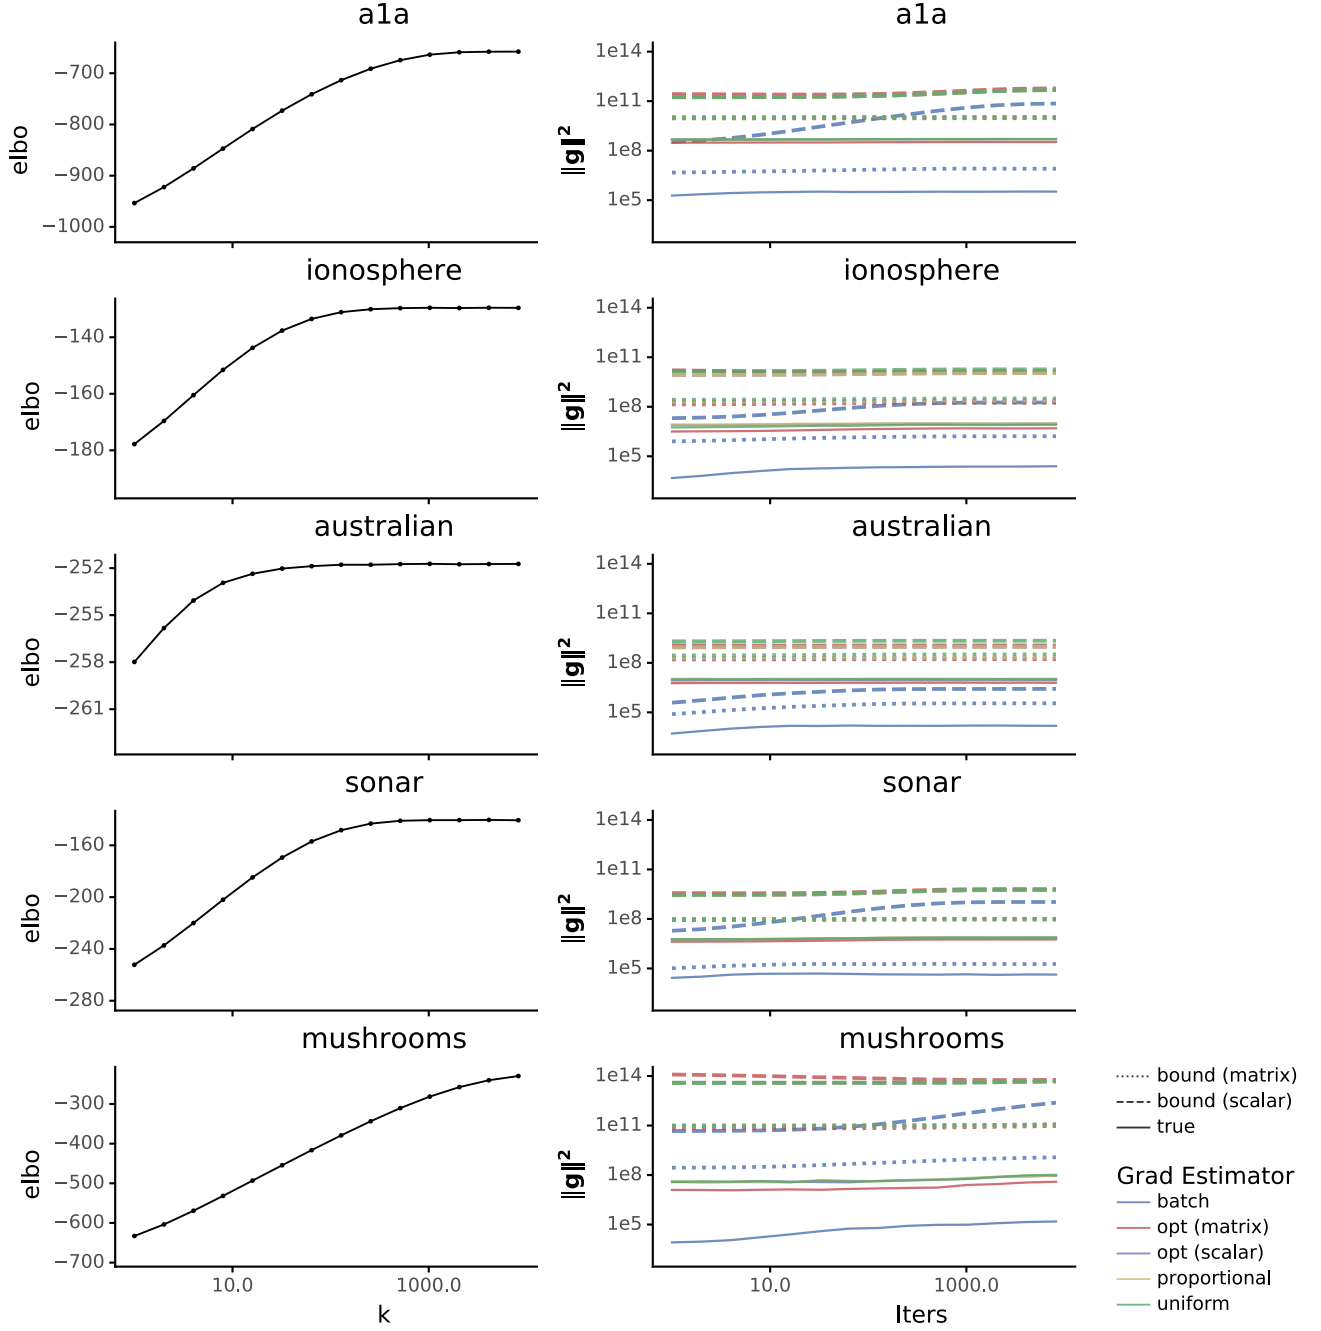 a1a
elbo
−700
−800
−900
−1000
a1a
‖g‖²
1e14
1e11
1e8
1e5
ionosphere
elbo
−140
−160
−180
ionosphere
‖g‖²
1e14
1e11
1e8
1e5
australian
elbo
−252
−255
−258
−261
australian
‖g‖²
1e14
1e11
1e8
1e5
sonar
elbo
−160
−200
−240
−280
sonar
‖g‖²
1e14
1e11
1e8
1e5
mushrooms
elbo
−300
−400
−500
−600
−700
10.0 1000.0
k
mushrooms
‖g‖²
1e14
1e11
1e8
1e5
10.0 1000.0
Iters
bound (matrix)
bound (scalar)
true
Grad Estimator
batch
opt (matrix)
opt (scalar)
proportional
uniform